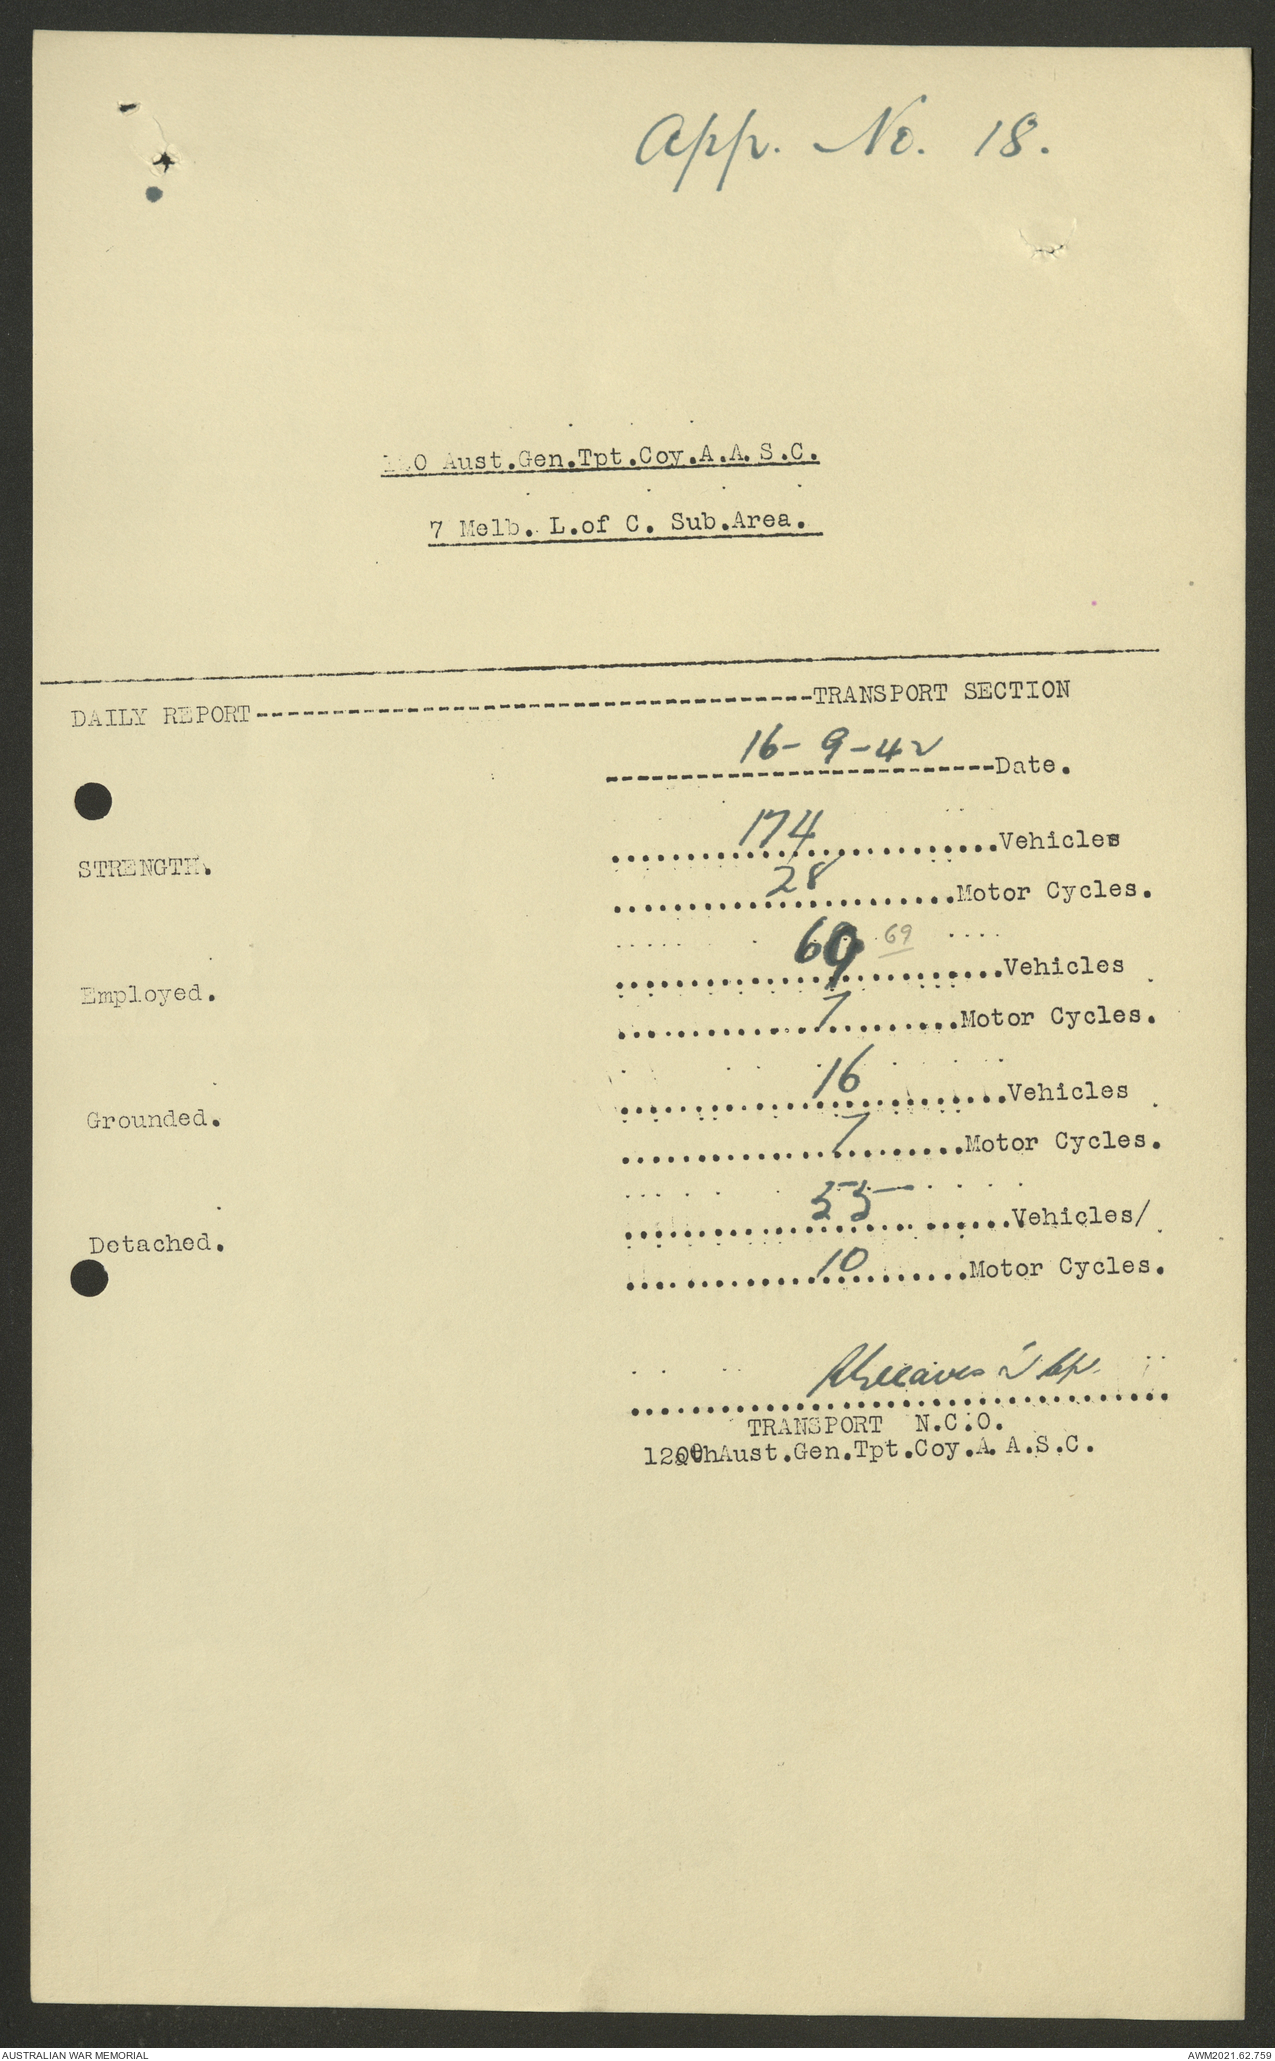 App. No. 18.
120 Aust.Gen.Tpt.Coy.A.A.S.C.
7 Melb. L.of C. Sub.Area.
DAILY REPORT-------------------------------------TRANSPORT SECTION
16-9-42
--------------------------Date.
STRENGTH. 174 ..........................Vehicles
28 .......................Motor Cycles.
Employed. 69 69 ..........................Vehicles
7 .......................Motor Cycles.
Grounded. 16 ..........................Vehicles
7 .......................Motor Cycles.
Detached. 55 ..........................Vehicles/
10 .......................Motor Cycles.
....................................
TRANSPORT N.C.O.
120thAust.Gen.Tpt.Coy.A.A.S.C.
AUSTRALIAN WAR MEMORIAL
AWM2021.62.759